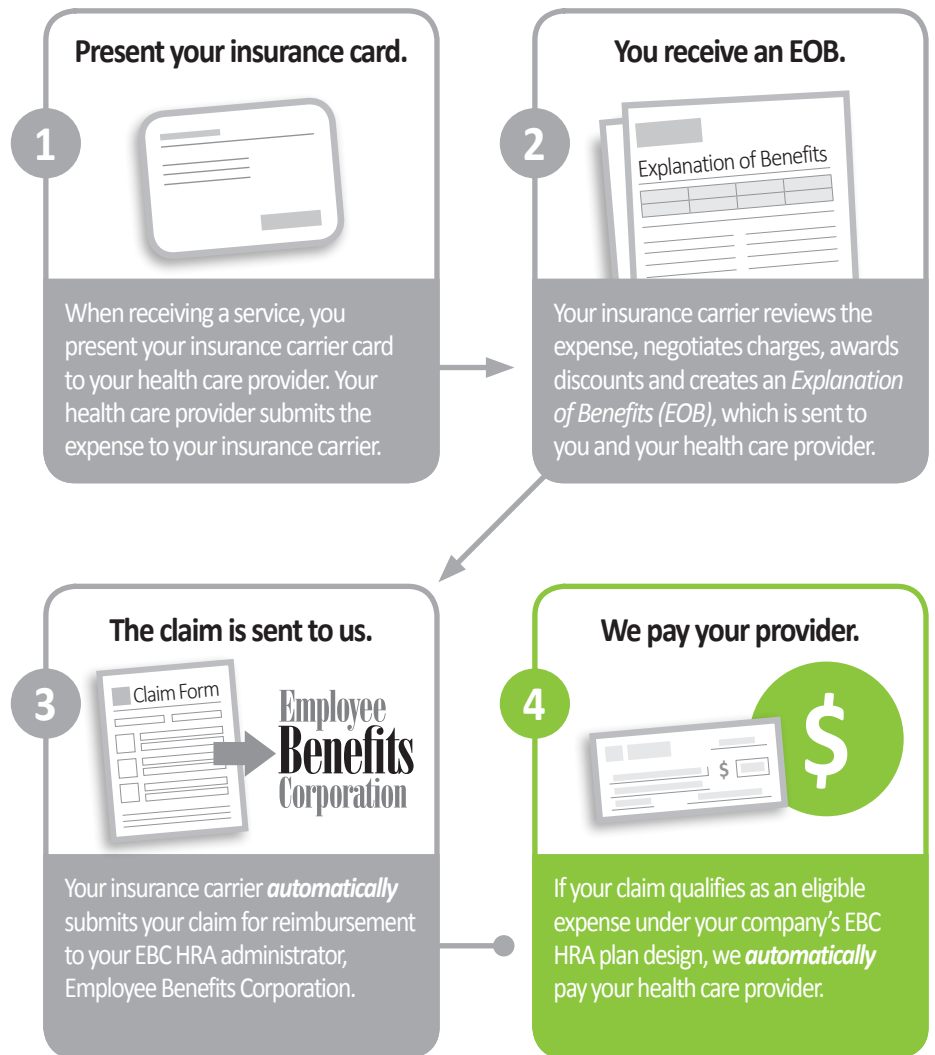 Present your insurance card.
1
When receiving a service, you
present your insurance carrier card
to your health care provider. Your
health care provider submits the
expense to your insurance carrier.
You receive an EOB.
2
Explanation of Benefits
Your insurance carrier reviews the
expense, negotiates charges, awards
discounts and creates an Explanation
of Benefits (EOB), which is sent to
you and your health care provider.
The claim is sent to us.
3
Claim Form
Employee
Benefits
Corporation
Your insurance carrier automatically
submits your claim for reimbursement
to your EBC HRA administrator,
Employee Benefits Corporation.
We pay your provider.
4
$
$
If your claim qualifies as an eligible
expense under your company’s EBC
HRA plan design, we automatically
pay your health care provider.